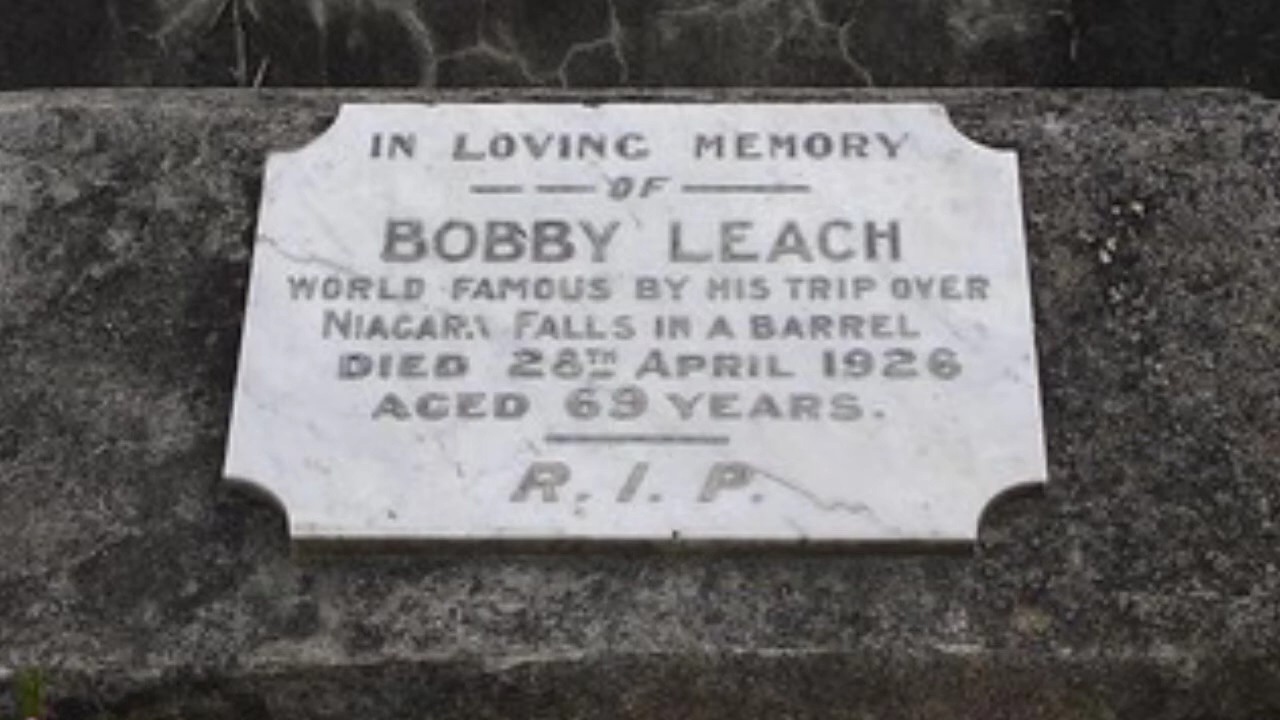 IN LOVING MEMORY
OF
BOBBY LEACH
WORLD FAMOUS BY HIS TRIP OVER
NIAGARA FALLS IN A BARREL
DIED 28TH APRIL 1926
AGED 69 YEARS.
R. I. P.